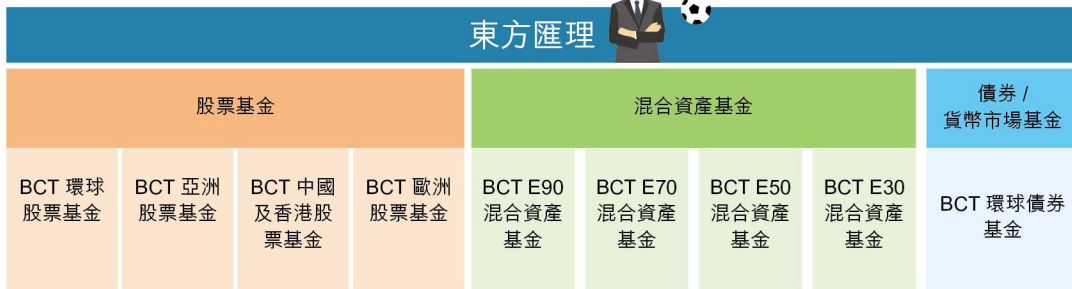 東方匯理
股票基金
混合資產基金
債券 /
貨幣市場基金
BCT 環球
股票基金
BCT 亞洲
股票基金
BCT 中國
及香港股
票基金
BCT 歐洲
股票基金
BCT E90
混合資產
基金
BCT E70
混合資產
基金
BCT E50
混合資產
基金
BCT E30
混合資產
基金
BCT 環球債券
基金